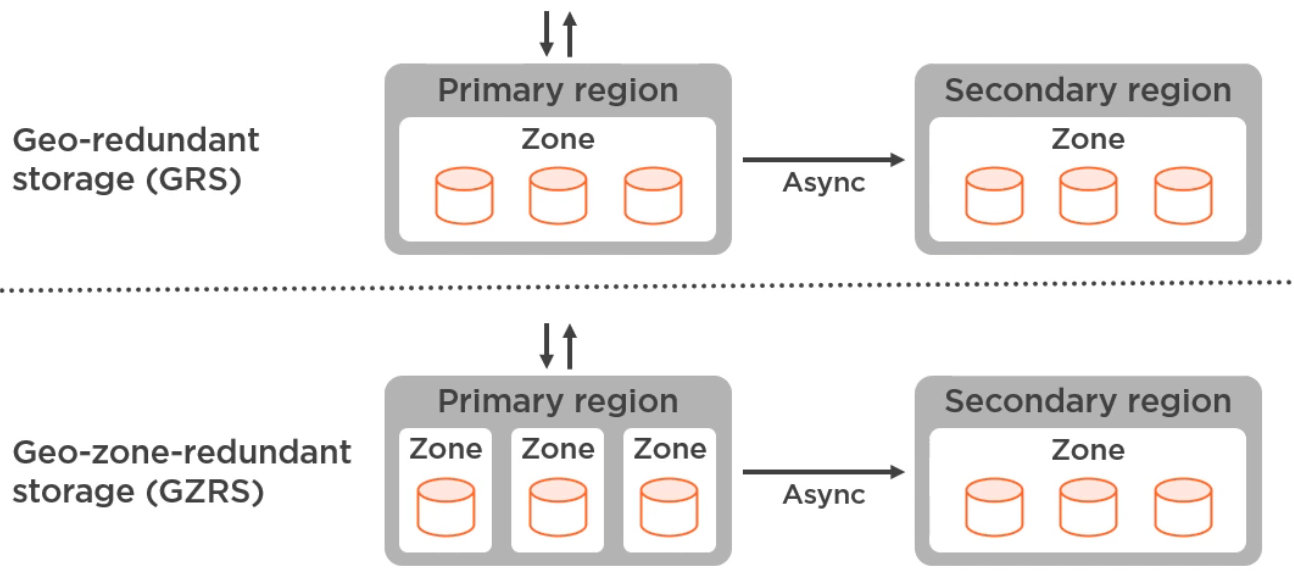 Primary region
Secondary region
Geo-redundant
storage (GRS)
Zone
Async
Zone
Primary region
Secondary region
Geo-zone-redundant
storage (GZRS)
Zone
Zone
Zone
Async
Zone